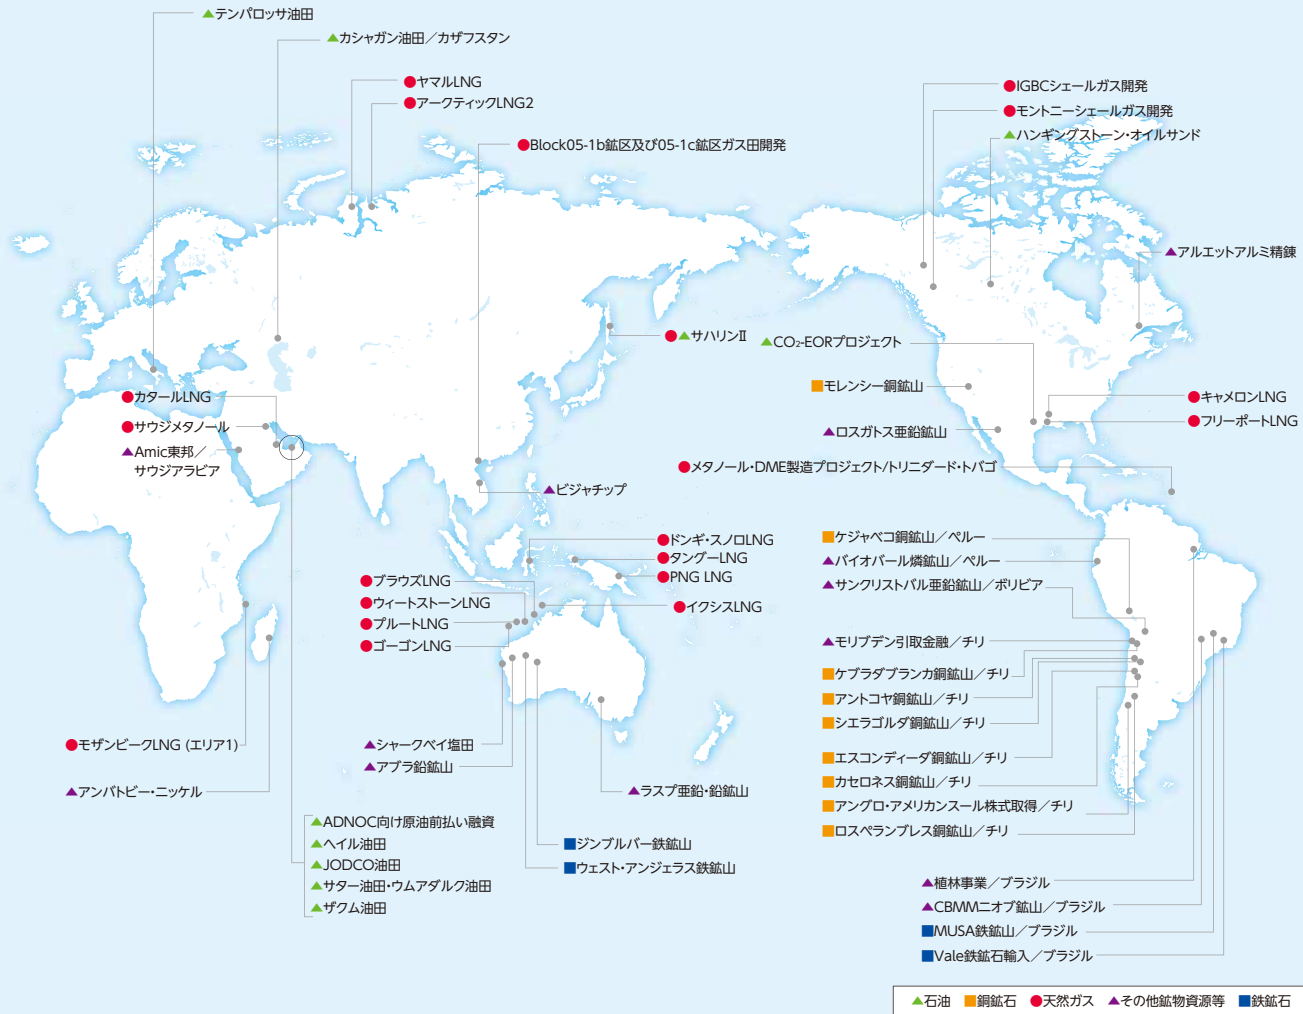 ▲テンパロッサ油田
▲カシャガン油田／カザフスタン
●ヤマルLNG
●アークティックLNG2
●Block05-1b鉱区及び05-1c鉱区ガス田開発
●IGBCシェールガス開発
●モントニーシェールガス開発
▲ハンギングストーン・オイルサンド
▲アルエットアルミ精錬
●▲サハリンⅡ
▲CO₂-EORプロジェクト
■モレンシー銅鉱山
●キャメロンLNG
●フリーポートLNG
▲ロスガトス亜鉛鉱山
●メタノール・DME製造プロジェクト/トリニダード・トバゴ
●カタールLNG
●サウジメタノール
▲Amic東邦／
サウジアラビア
▲ビジャチップ
●ドンギ・スノロLNG
●タングーLNG
●PNG LNG
●イクシスLNG
●ブラウズLNG
●ウィートストーンLNG
●プルートLNG
●ゴーゴンLNG
■ケジャベコ銅鉱山／ペルー
▲バイオバール燐鉱山／ペルー
▲サンクリストバル亜鉛鉱山／ボリビア
▲モリブデン引取金融／チリ
■ケブラダブランカ銅鉱山／チリ
■アントコヤ銅鉱山／チリ
■シエラゴルダ銅鉱山／チリ
■エスコンディーダ銅鉱山／チリ
■カセロネス銅鉱山／チリ
■アングロ・アメリカンスール株式取得／チリ
■ロスペランブレス銅鉱山／チリ
●モザンビークLNG (エリア1)
▲アンバトビー・ニッケル
▲シャークベイ塩田
▲アブラ鉛鉱山
▲ラスプ亜鉛・鉛鉱山
■ジンブルバー鉄鉱山
■ウェスト・アンジェラス鉄鉱山
▲ADNOC向け原油前払い融資
▲ヘイル油田
▲JODCO油田
▲サター油田・ウムアダルク油田
▲ザクム油田
▲植林事業／ブラジル
▲CBMMニオブ鉱山／ブラジル
■MUSA鉄鉱山／ブラジル
■Vale鉄鉱石輸入／ブラジル
▲石油 ■銅鉱石 ●天然ガス ▲その他鉱物資源等 ■鉄鉱石